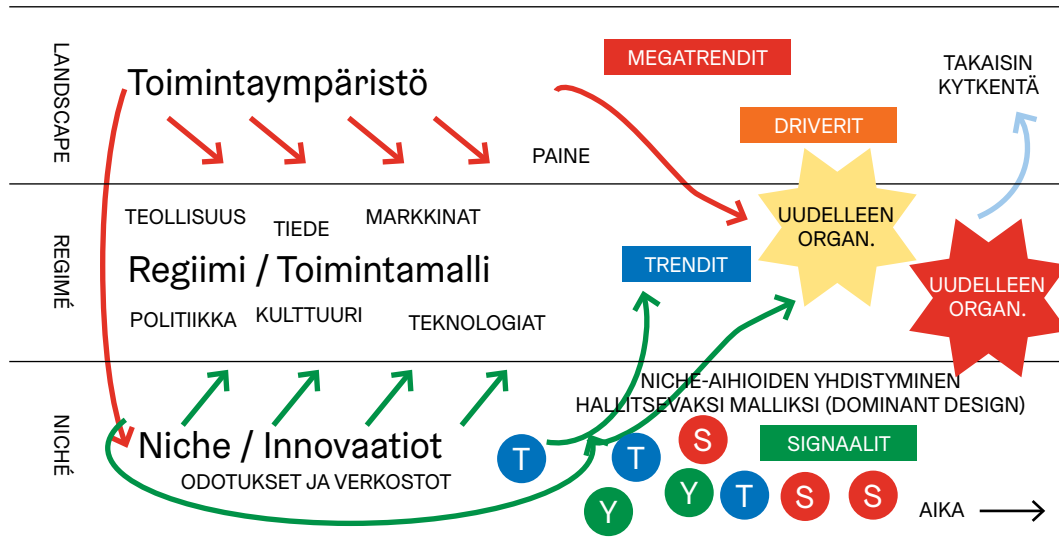 LANDSCAPE
Toimintaympäristö
MEGATRENDIT
TAKAISIN
KYTKENTÄ
DRIVERIT
PAINE
REGIMÉ
TEOLLISUUS
TIEDE
MARKKINAT
UUDELLEEN
ORGAN.
Regiimi / Toimintamalli
TRENDIT
UUDELLEEN
ORGAN.
POLITIIKKA
KULTTUURI
TEKNOLOGIAT
NICHÉ
NICHE-AIHIOIDEN YHDISTYMINEN
HALLITSEVAKSI MALLIKSI (DOMINANT DESIGN)
Niche / Innovaatiot
ODOTUKSET JA VERKOSTOT
T
T
S
SIGNAALIT
Y
Y
T
S
S
AIKA